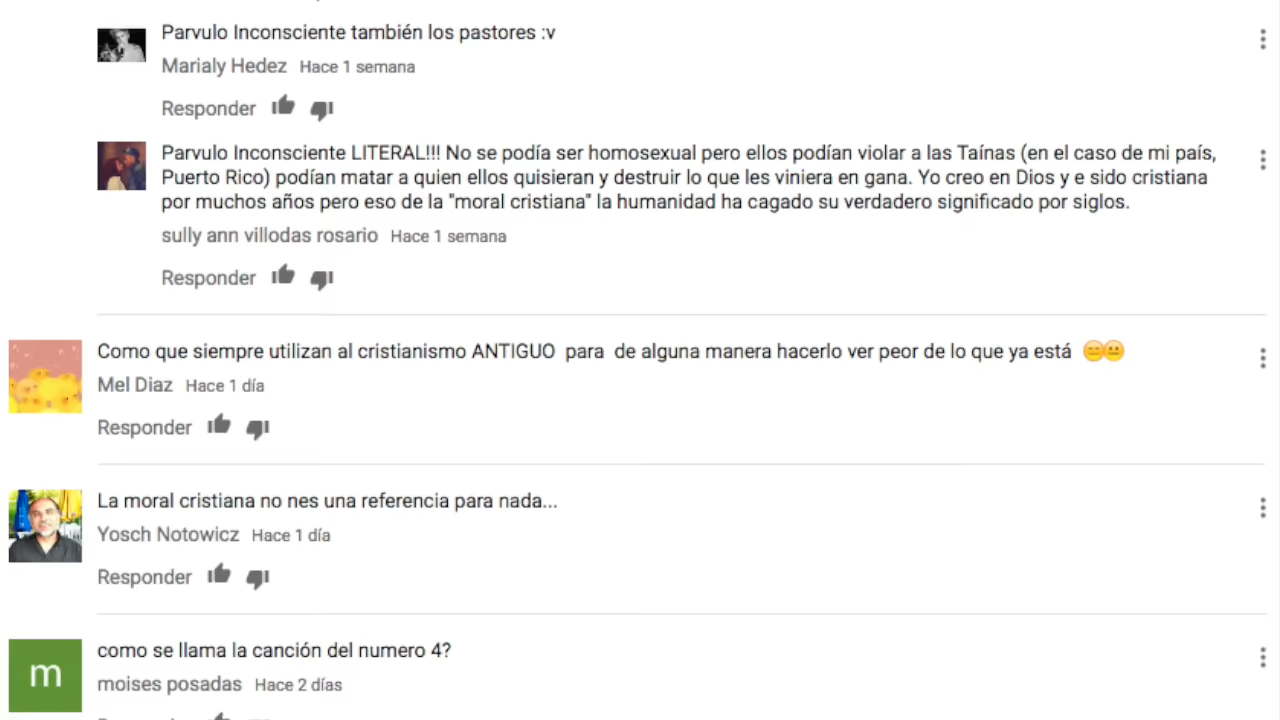 Parvulo Inconsciente también los pastores :v
Marialy Hedez Hace 1 semana
Responder
Parvulo Inconsciente LITERAL!!! No se podía ser homosexual pero ellos podían violar a las Taínas (en el caso de mi país,
Puerto Rico) podían matar a quien ellos quisieran y destruir lo que les viniera en gana. Yo creo en Dios y e sido cristiana
por muchos años pero eso de la "moral cristiana" la humanidad ha cagado su verdadero significado por siglos.
sully ann villodas rosario Hace 1 semana
Responder
Como que siempre utilizan al cristianismo ANTIGUO para de alguna manera hacerlo ver peor de lo que ya está 😑😐
Mel Diaz Hace 1 día
Responder
La moral cristiana no nes una referencia para nada...
Yosch Notowicz Hace 1 día
Responder
m
como se llama la canción del numero 4?
moises posadas Hace 2 días